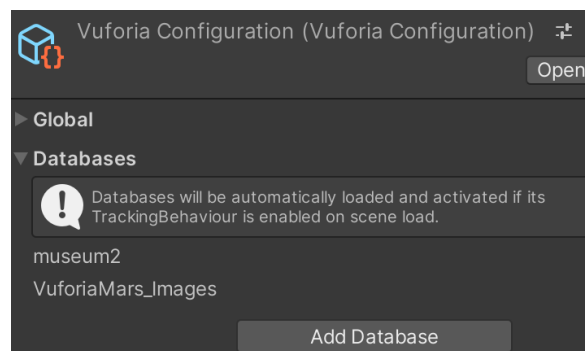 Vuforia Configuration (Vuforia Configuration)
Open
Global
Databases
Databases will be automatically loaded and activated if its
TrackingBehaviour is enabled on scene load.
museum2
VuforiaMars_Images
Add Database